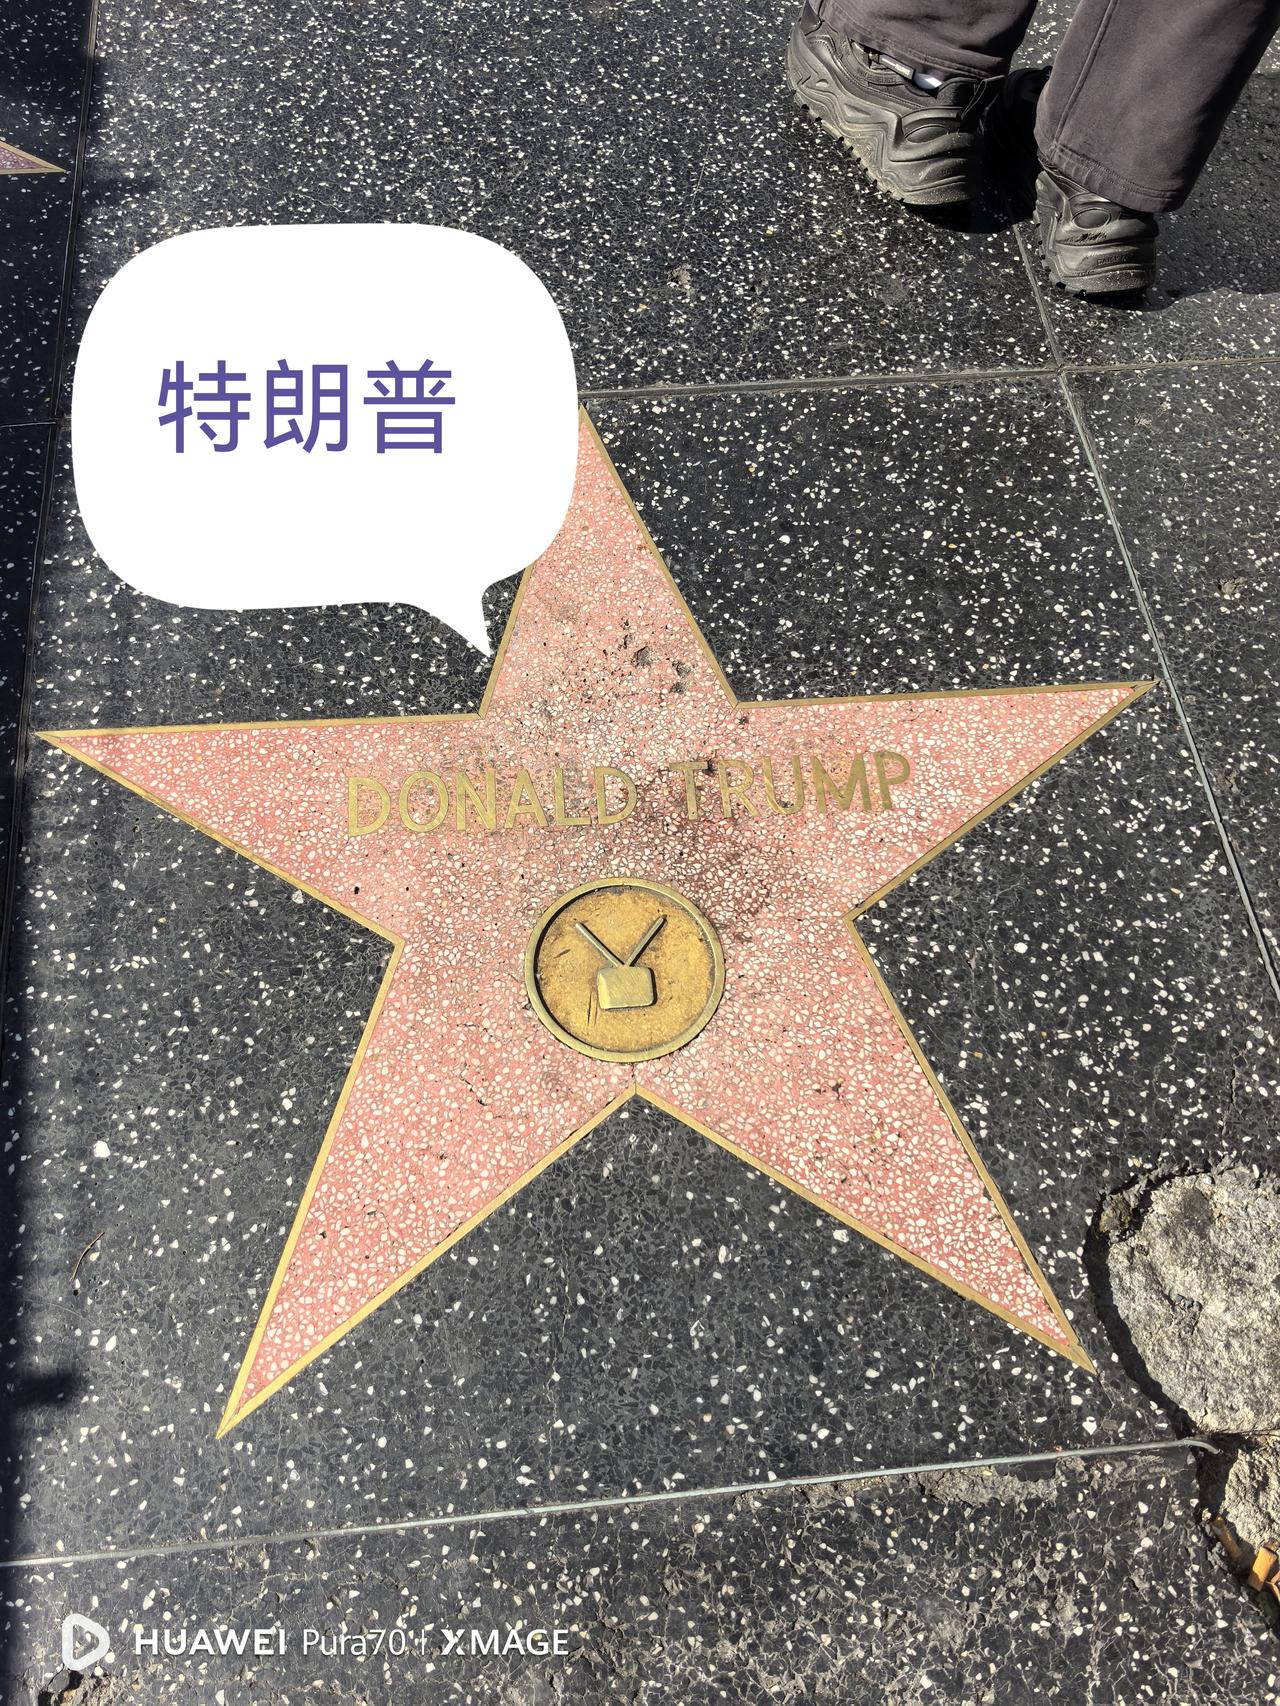 特朗普
DONALD TRUMP
HUAWEI Pura70 | XMAGE